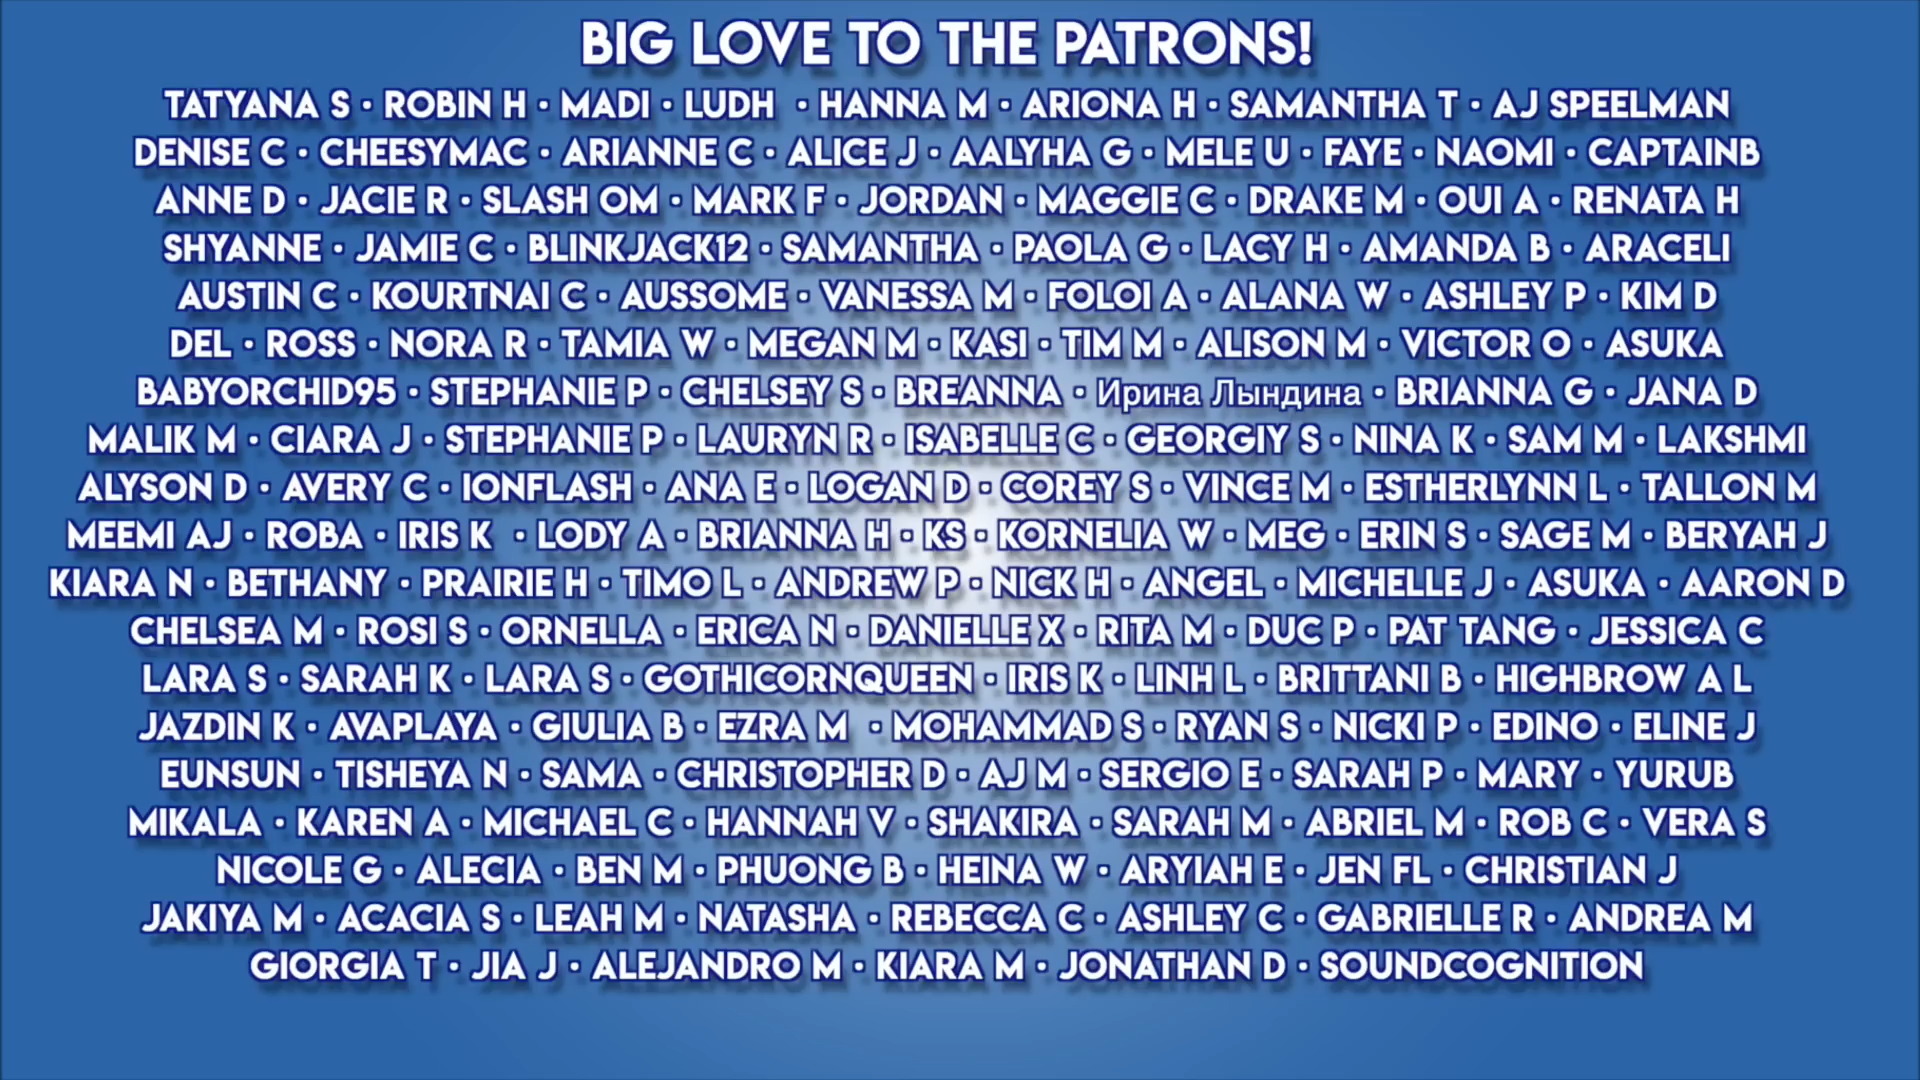 BIG LOVE TO THE PATRONS!
TATYANA S • ROBIN H • MADI • LUDH • HANNA M • ARIONA H • SAMANTHA T • AJ SPEELMAN
DENISE C • CHEESYMAC • ARIANNE C • ALICE J • AALYHA G • MELE U • FAYE • NAOMI • CAPTAINB
ANNE D • JACIE R • SLASH OM • MARK F • JORDAN • MAGGIE C • DRAKE M • OUI A • RENATA H
SHYANNE • JAMIE C • BLINKJACK12 • SAMANTHA • PAOLA G • LACY H • AMANDA B • ARACELI
AUSTIN C • KOURTNAI C • AUSSOME • VANESSA M • FOLOI A • ALANA W • ASHLEY P • KIM D
DEL • ROSS • NORA R • TAMIA W • MEGAN M • KASI • TIM M • ALISON M • VICTOR O • ASUKA
BABYORCHID95 • STEPHANIE P • CHELSEY S • BREANNA • Ирина Лындина • BRIANNA G • JANA D
MALIK M • CIARA J • STEPHANIE P • LAURYN R • ISABELLE C • GEORGIY S • NINA K • SAM M • LAKSHMI
ALYSON D • AVERY C • IONFLASH • ANA E • LOGAN D • COREY S • VINCE M • ESTHERLYNN L • TALLON M
MEEMI AJ • ROBA • IRIS K • LODY A • BRIANNA H • KS • KORNELIA W • MEG • ERIN S • SAGE M • BERYAH J
KIARA N • BETHANY • PRAIRIE H • TIMO L • ANDREW P • NICK H • ANGEL • MICHELLE J • ASUKA • AARON D
CHELSEA M • ROSI S • ORNELLA • ERICA N • DANIELLE X • RITA M • DUC P • PAT TANG • JESSICA C
LARA S • SARAH K • LARA S • GOTHICORNQUEEN • IRIS K • LINH L • BRITTANI B • HIGHBROW A L
JAZDIN K • AVAPLAYA • GIULIA B • EZRA M • MOHAMMAD S • RYAN S • NICKI P • EDINO • ELINE J
EUNSUN • TISHEYA N • SAMA • CHRISTOPHER D • AJ M • SERGIO E • SARAH P • MARY • YURUB
MIKALA • KAREN A • MICHAEL C • HANNAH V • SHAKIRA • SARAH M • ABRIEL M • ROB C • VERA S
NICOLE G • ALECIA • BEN M • PHUONG B • HEINA W • ARYIAH E • JEN FL • CHRISTIAN J
JAKIYA M • ACACIA S • LEAH M • NATASHA • REBECCA C • ASHLEY C • GABRIELLE R • ANDREA M
GIORGIA T • JIA J • ALEJANDRO M • KIARA M • JONATHAN D • SOUNDCOGNITION